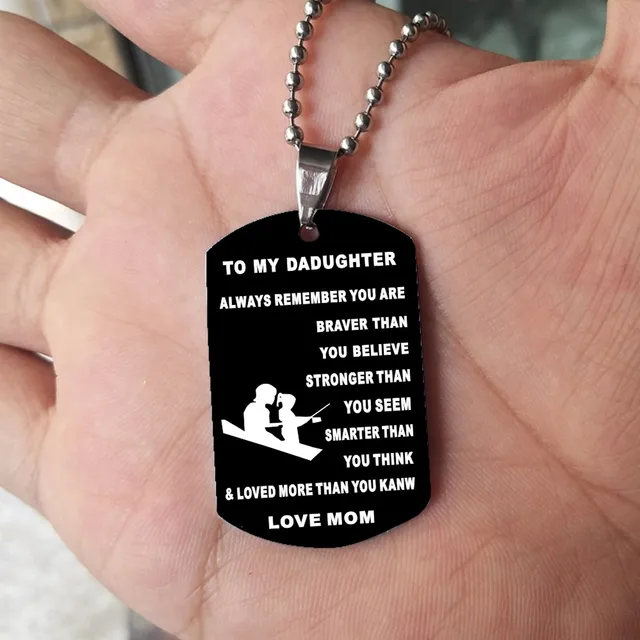 TO MY DADUGHTER
ALWAYS REMEMBER YOU ARE
BRAVER THAN
YOU BELIEVE
STRONGER THAN
YOU SEEM
SMARTER THAN
YOU THINK
& LOVED MORE THAN YOU KANW
LOVE MOM